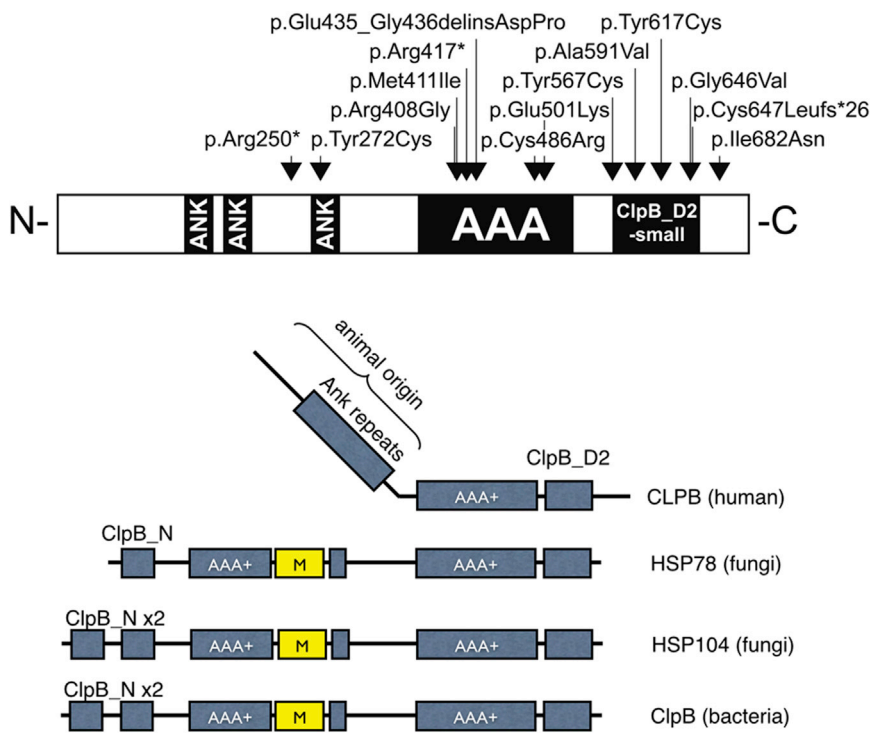 p.Glu435_Gly436delinsAspPro p.Tyr617Cys
p.Arg417* p.Ala591Val
p.Met411Ile p.Tyr567Cys p.Gly646Val
p.Arg408Gly p.Glu501Lys p.Cys647Leufs*26
p.Arg250* p.Tyr272Cys p.Cys486Arg p.Ile682Asn
N- ANK ANK ANK AAA ClpB_D2 -C
-small
animal origin
Ank repeats
ClpB_D2
AAA+ CLPB (human)
ClpB_N
AAA+ M AAA+ HSP78 (fungi)
ClpB_N x2
AAA+ M AAA+ HSP104 (fungi)
ClpB_N x2
AAA+ M AAA+ ClpB (bacteria)